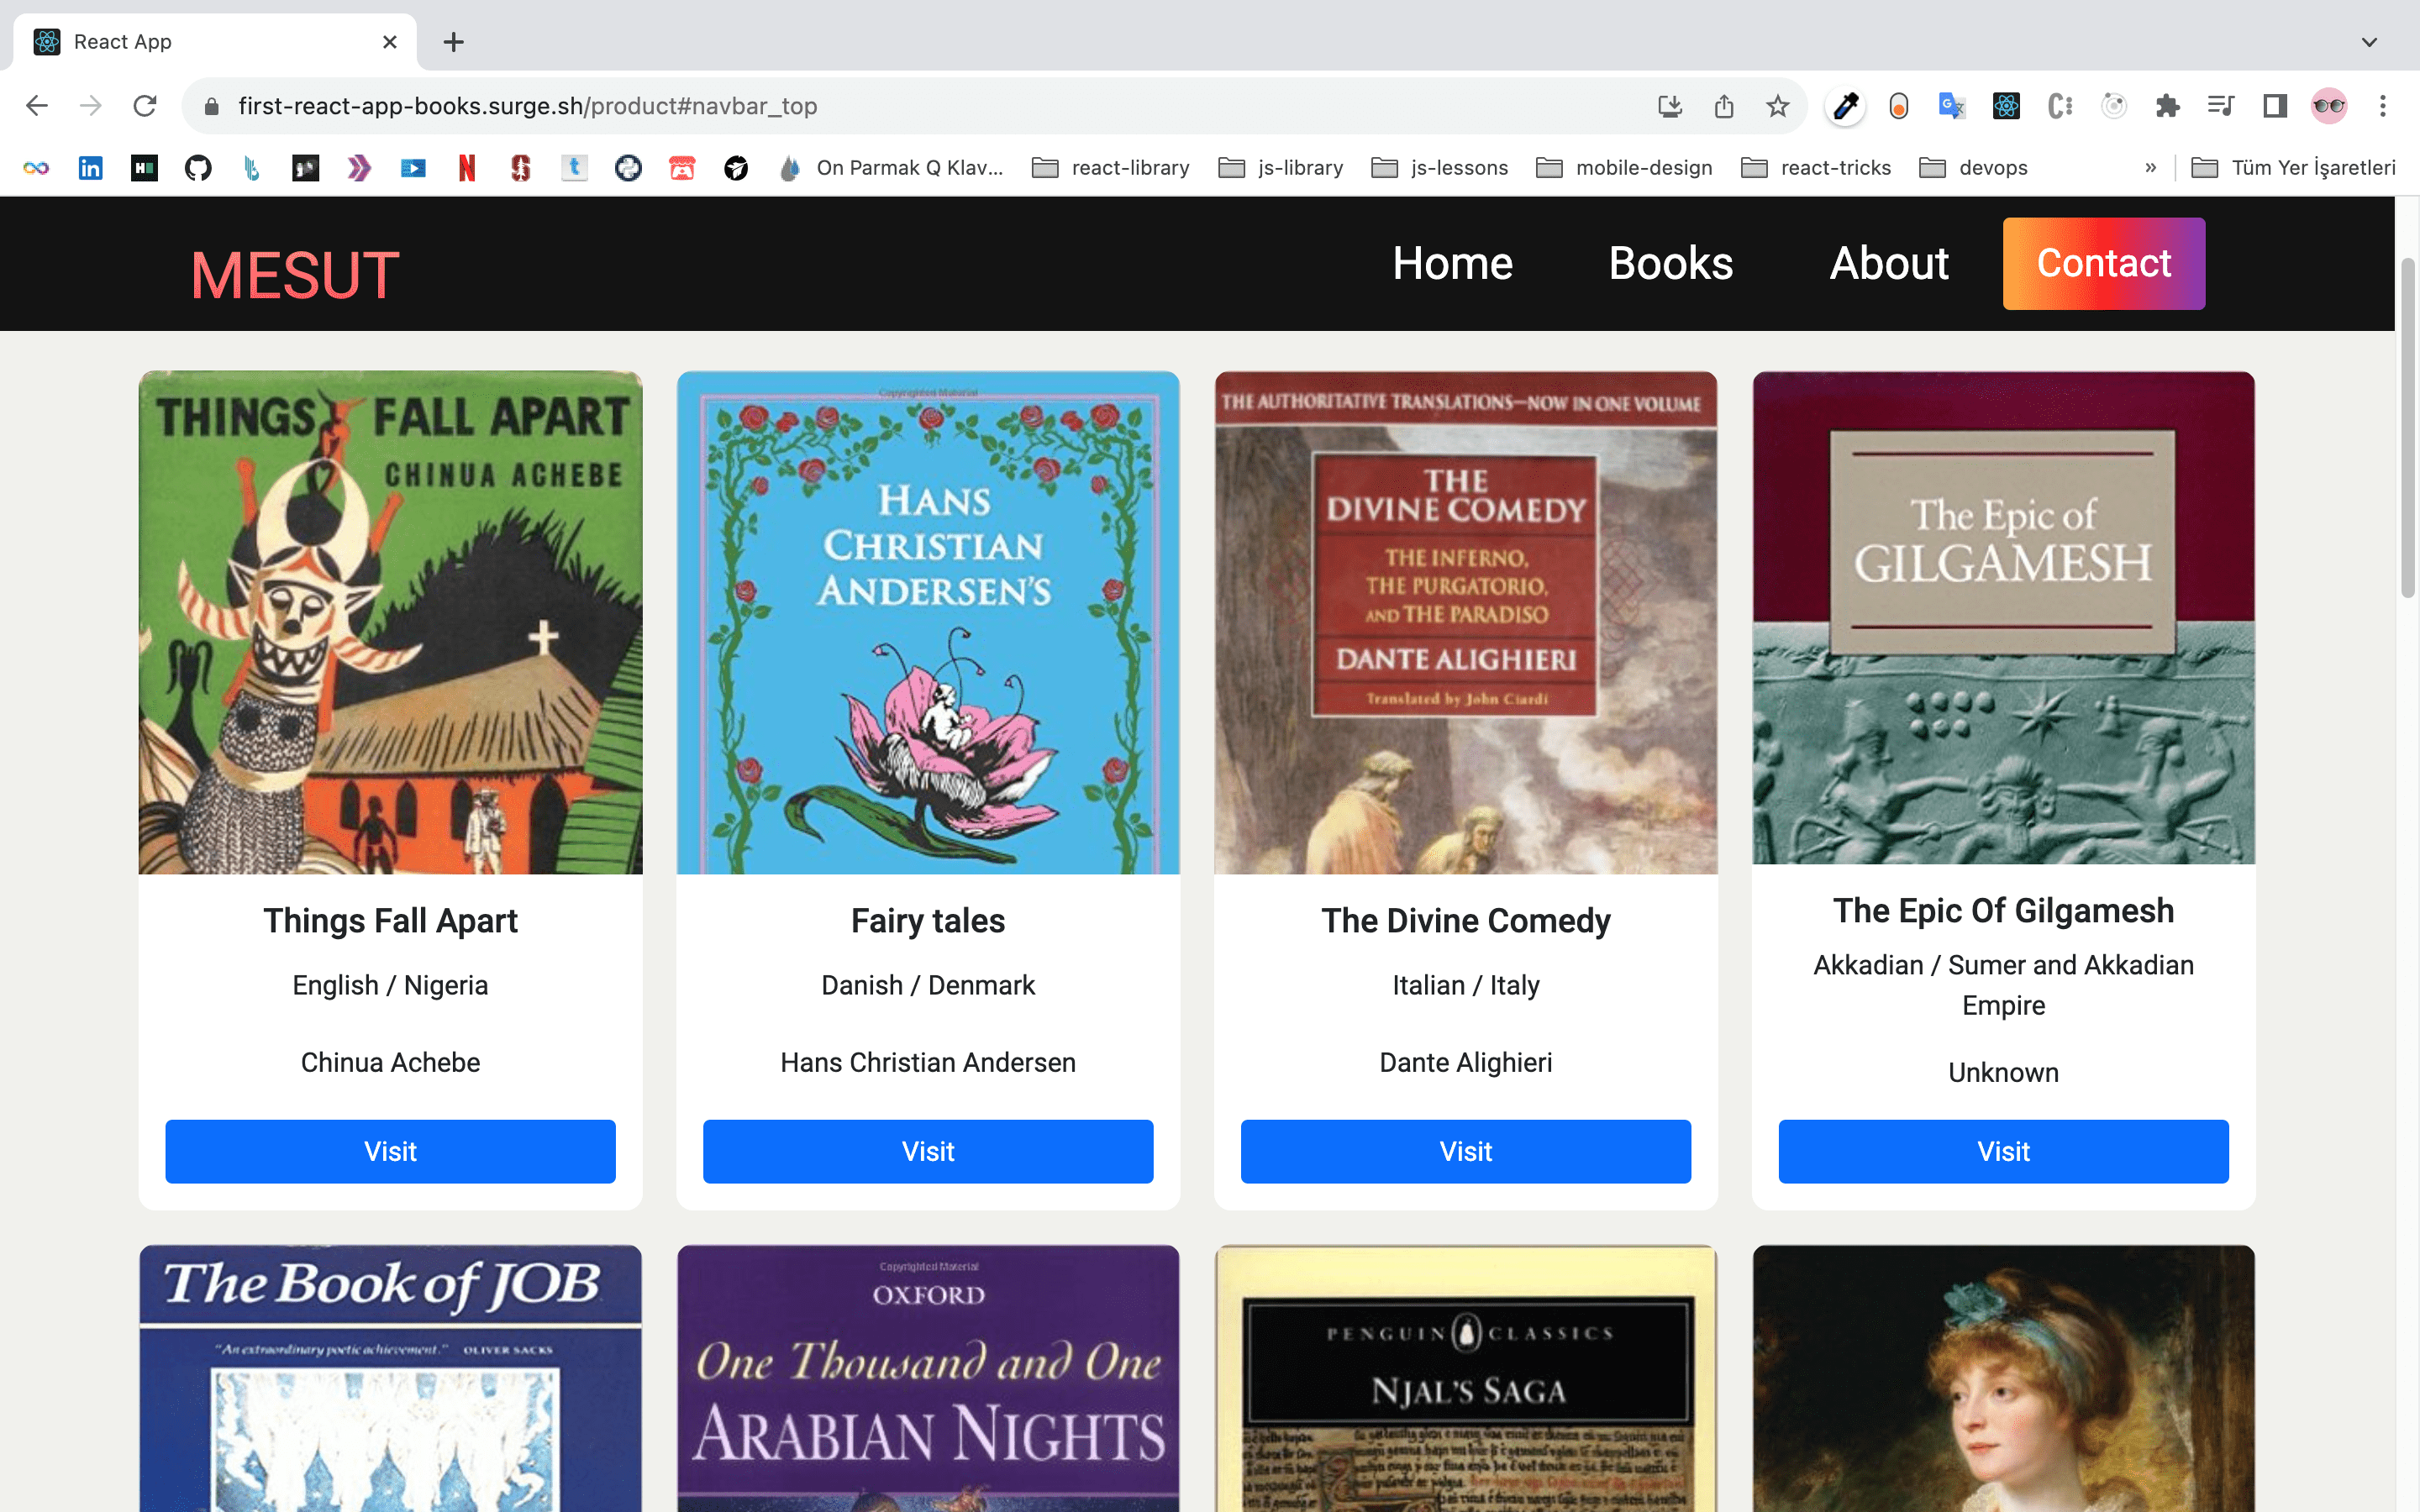 React App
first-react-app-books.surge.sh/product#navbar_top
On Parmak Q Klav...
react-library
js-library
js-lessons
mobile-design
react-tricks
devops
»
Tüm Yer İşaretleri
MESUT
Home
Books
About
Contact
THINGS FALL APART
CHINUA ACHEBE
Copyrighted Material
HANS
CHRISTIAN
ANDERSEN'S
THE AUTHORITATIVE TRANSLATIONS—NOW IN ONE VOLUME
THE
DIVINE COMEDY
THE INFERNO,
THE PURGATORIO,
AND THE PARADISO
DANTE ALIGHIERI
Translated by John Ciardi
The Epic of
GILGAMESH
Things Fall Apart
English / Nigeria
Chinua Achebe
Visit
Fairy tales
Danish / Denmark
Hans Christian Andersen
Visit
The Divine Comedy
Italian / Italy
Dante Alighieri
Visit
The Epic Of Gilgamesh
Akkadian / Sumer and Akkadian
Empire
Unknown
Visit
The Book of JOB
"An extraordinary poetic achievement." OLIVER SACKS
Copyrighted Material
OXFORD
One Thousand and One
ARABIAN NIGHTS
PENGUIN CLASSICS
NJAL'S SAGA